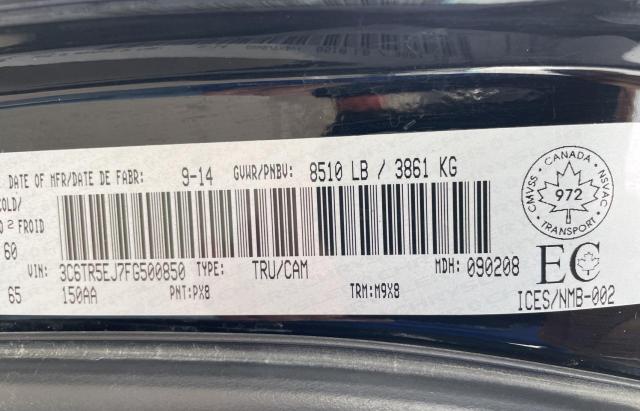 DATE OF MFR/DATE DE FABR: 9-14 GVWR/PNBV: 8510 LB / 3861 KG
COLD/
2 FROID
60
VIN: 3C6TR5EJ7FG500850 TYPE: TRU/CAM MDH: 090208
65 150AA PNT:PX8 TRM:M9X8
CMVSS - CANADA - NSVAC
972
TRANSPORT
EC
ICES/NMB-002